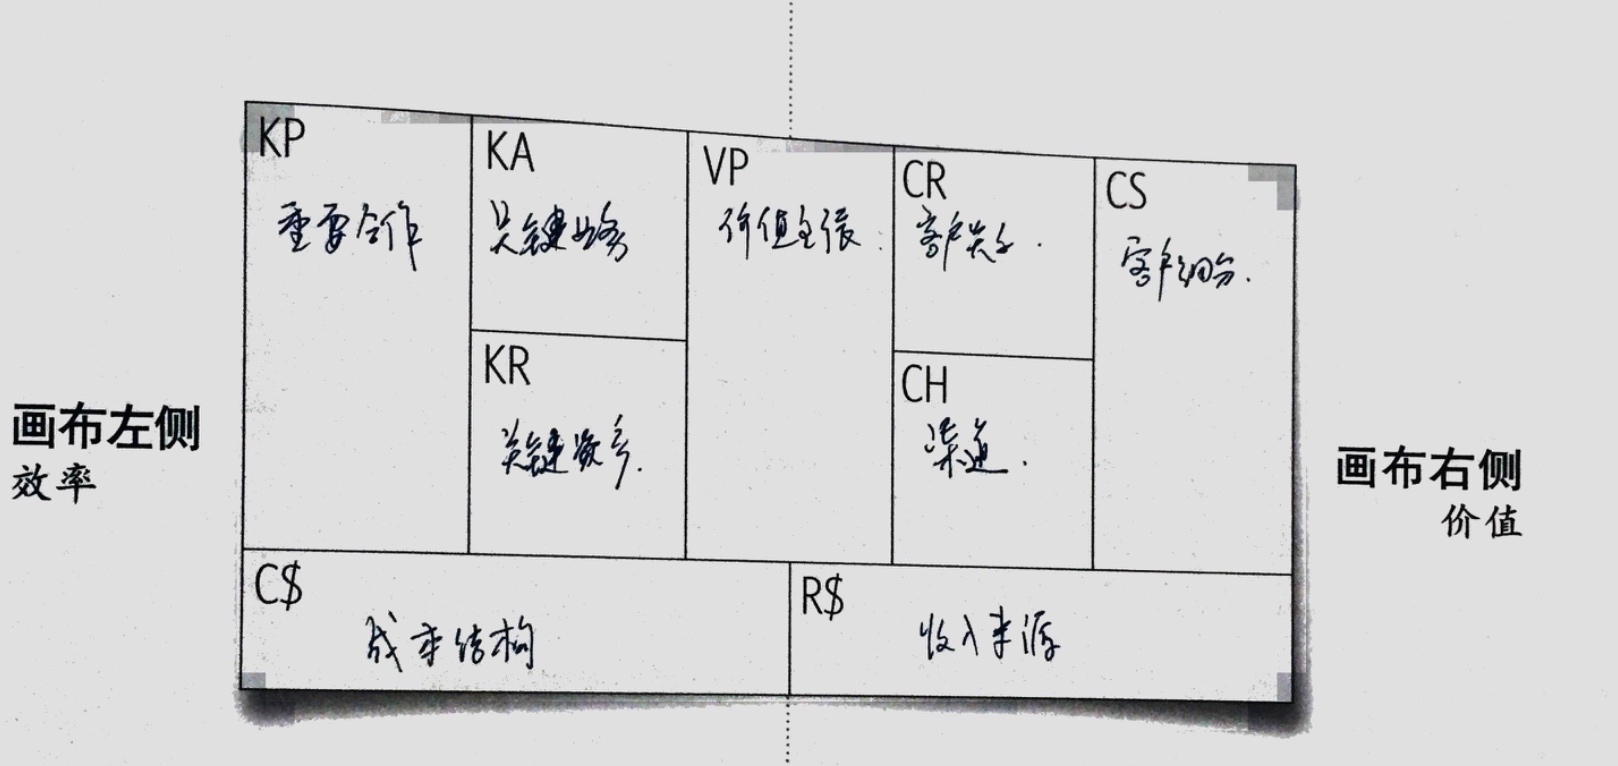 KP
重要合作
KA
关键业务
VP
价值主张
CR
客户关系
CS
客户细分
KR
关键资产
CH
渠道
画布左侧
效率
画布右侧
价值
C$
成本结构
R$
收入来源